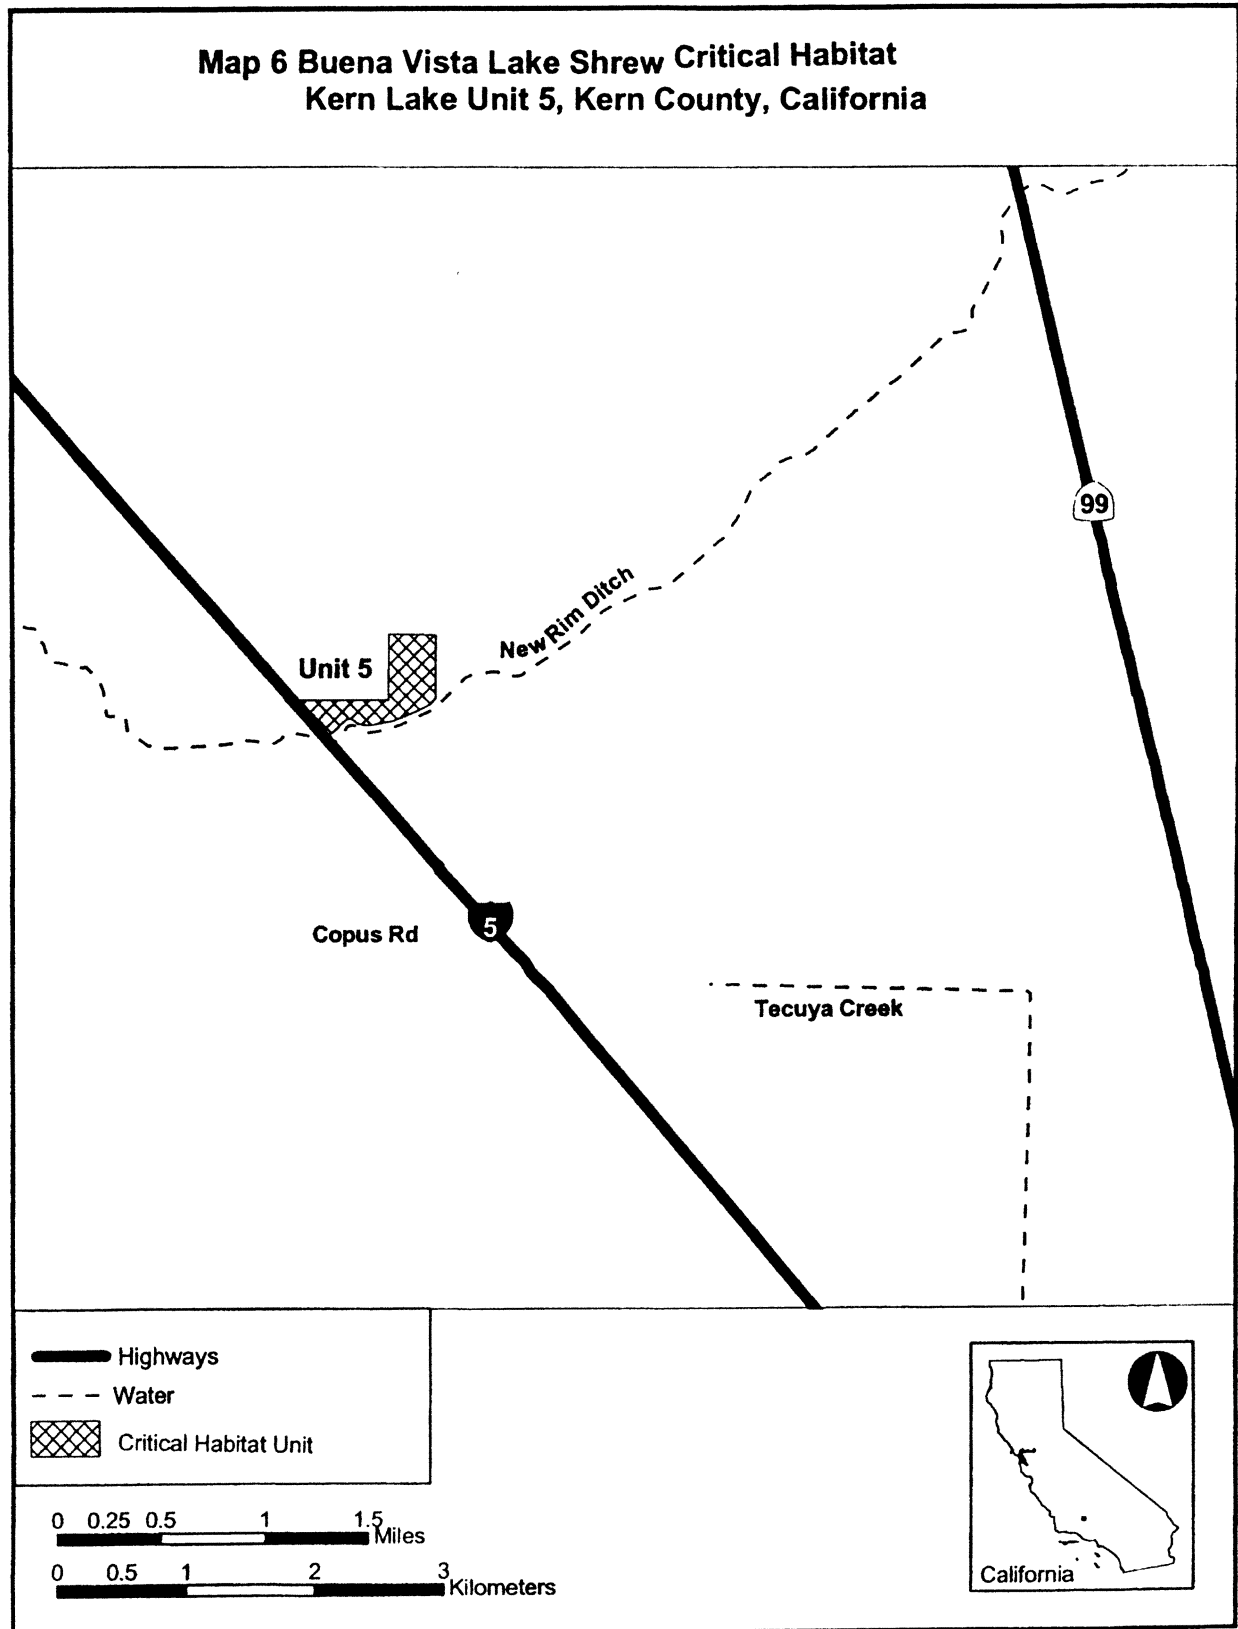 Map 6 Buena Vista Lake Shrew Critical Habitat
Kern Lake Unit 5, Kern County, California
99
New Rim Ditch
Unit 5
5
Copus Rd
Tecuya Creek
Highways
Water
Critical Habitat Unit
0 0.25 0.5 1 1.5 Miles
0 0.5 1 2 3 Kilometers
California